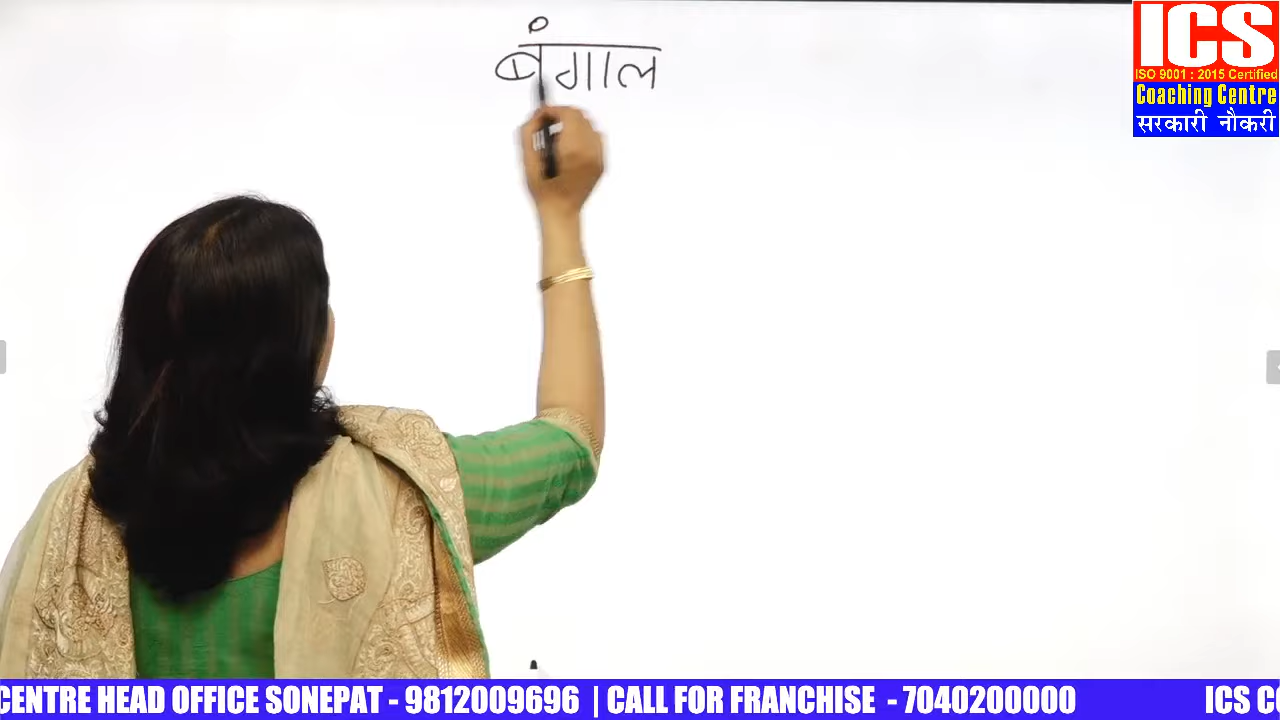 बंगाल
ICS
ISO 9001 : 2015 Certified
Coaching Centre
सरकारी नौकरी
CENTRE HEAD OFFICE SONEPAT - 9812009696 | CALL FOR FRANCHISE - 7040200000 ICS